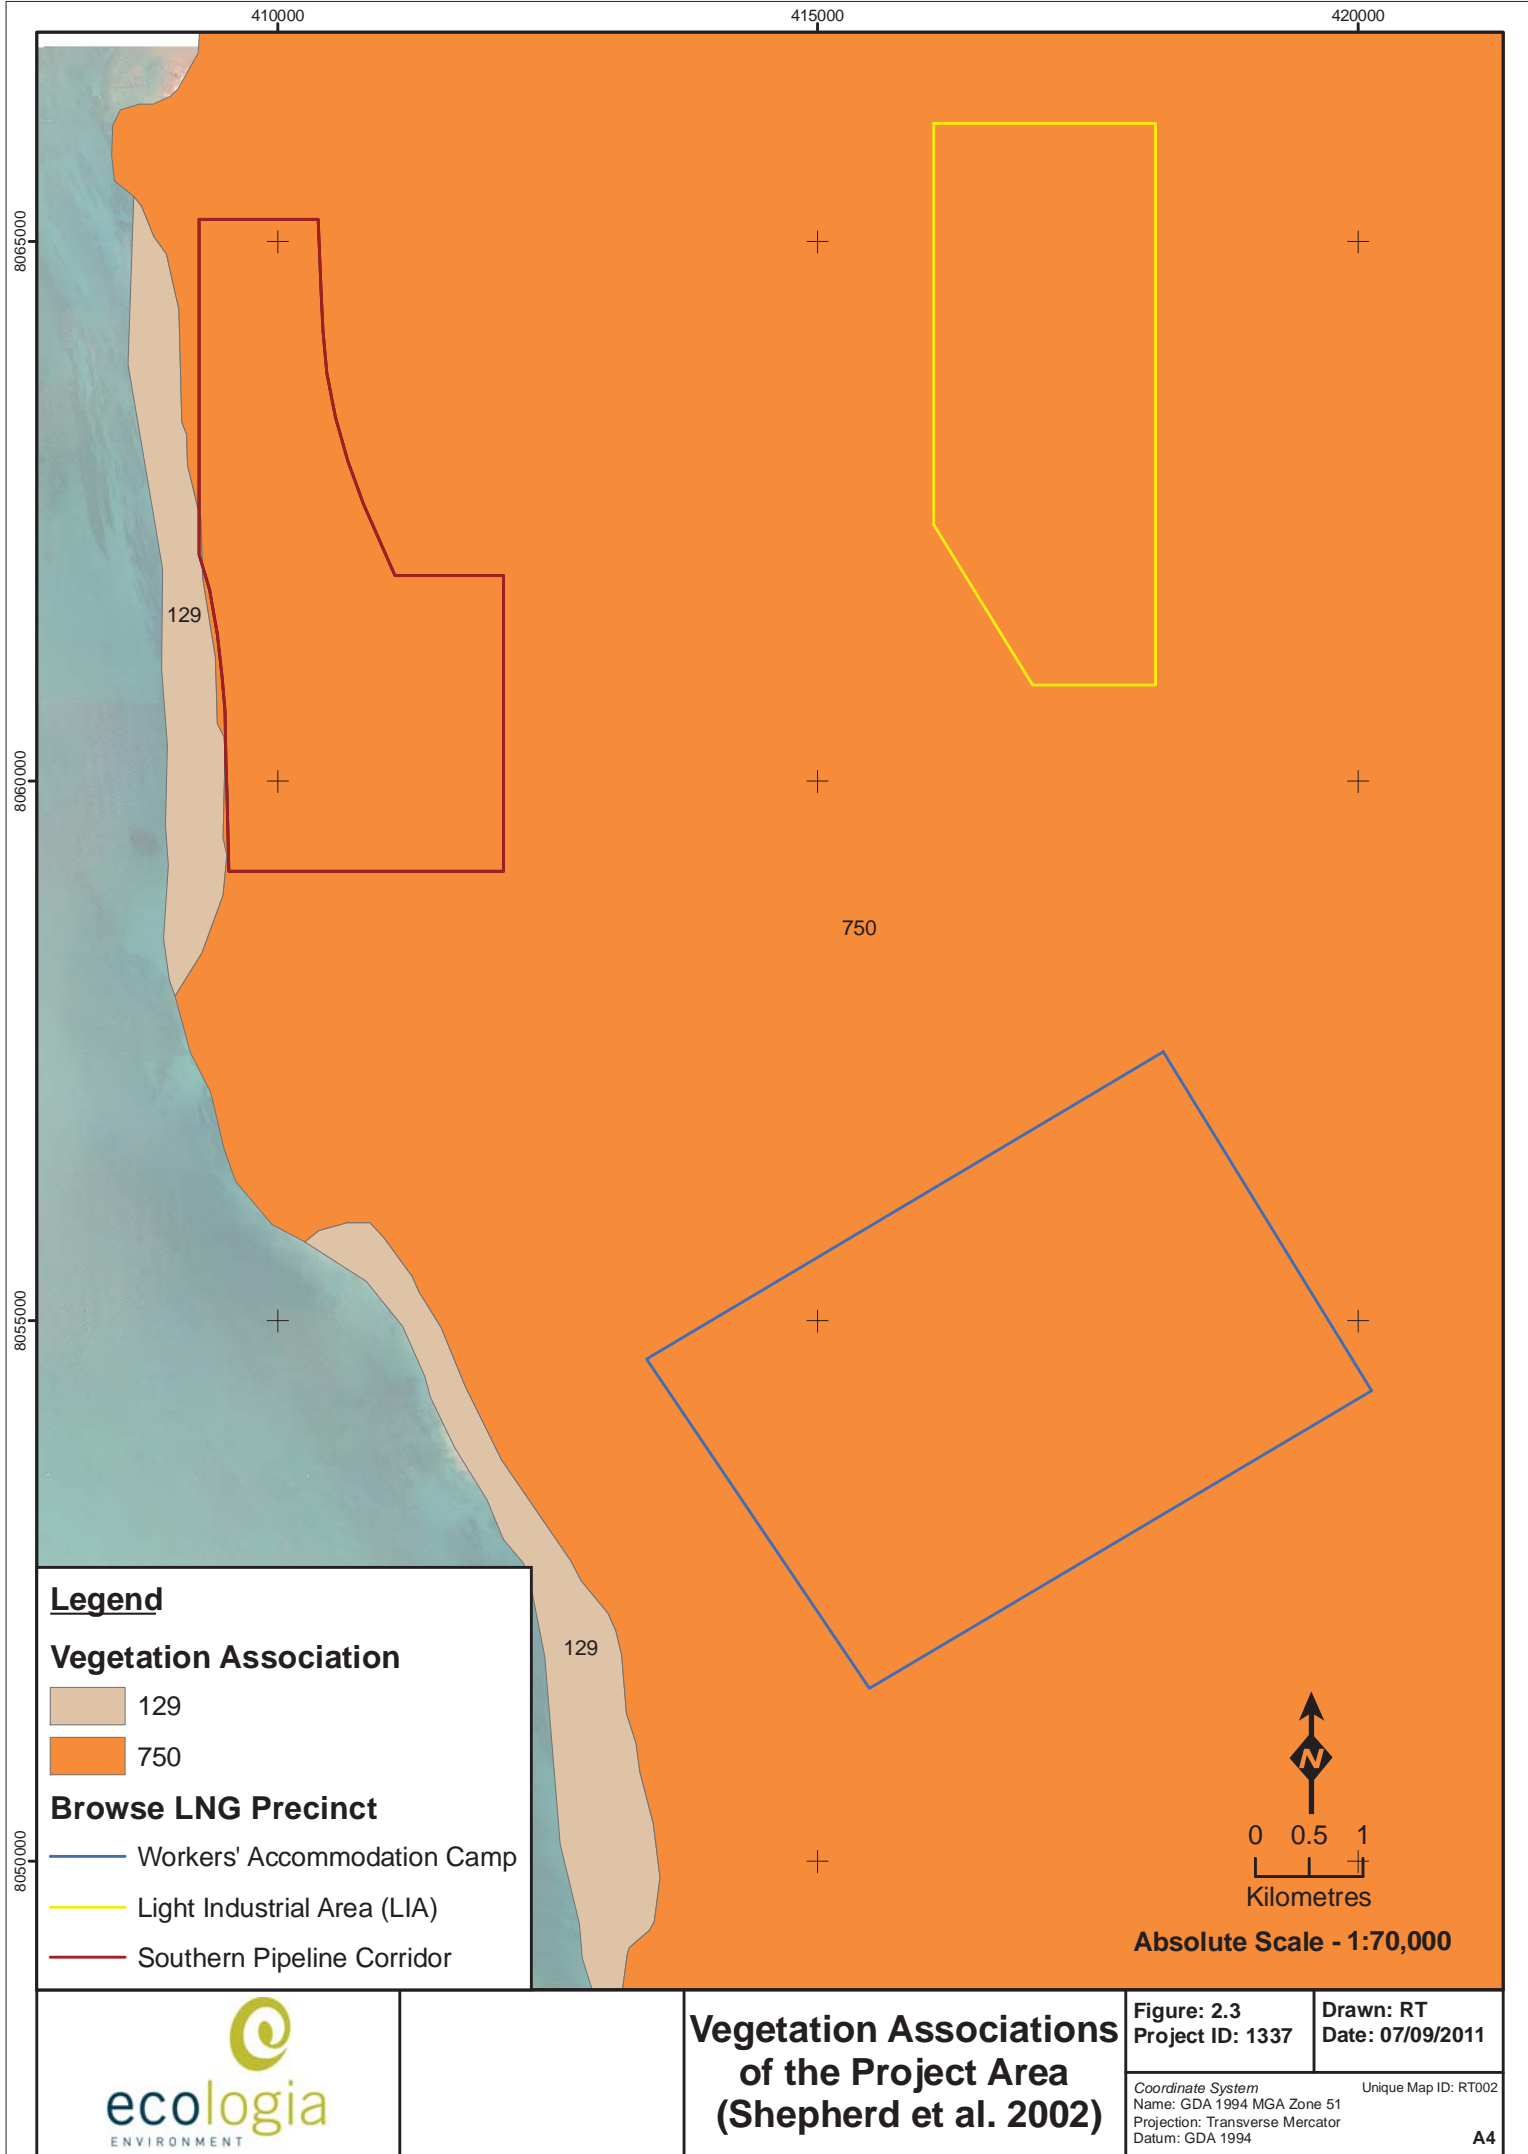 410000
415000
420000
8065000
8060000
8055000
8050000
129
750
129
Legend
Vegetation Association
129
750
Browse LNG Precinct
Workers' Accommodation Camp
Light Industrial Area (LIA)
Southern Pipeline Corridor
N
0 0.5 1
Kilometres
Absolute Scale - 1:70,000
ecologia
ENVIRONMENT
Vegetation Associations
of the Project Area
(Shepherd et al. 2002)
Figure: 2.3
Project ID: 1337
Drawn: RT
Date: 07/09/2011
Coordinate System
Name: GDA 1994 MGA Zone 51
Projection: Transverse Mercator
Datum: GDA 1994
Unique Map ID: RT002
A4